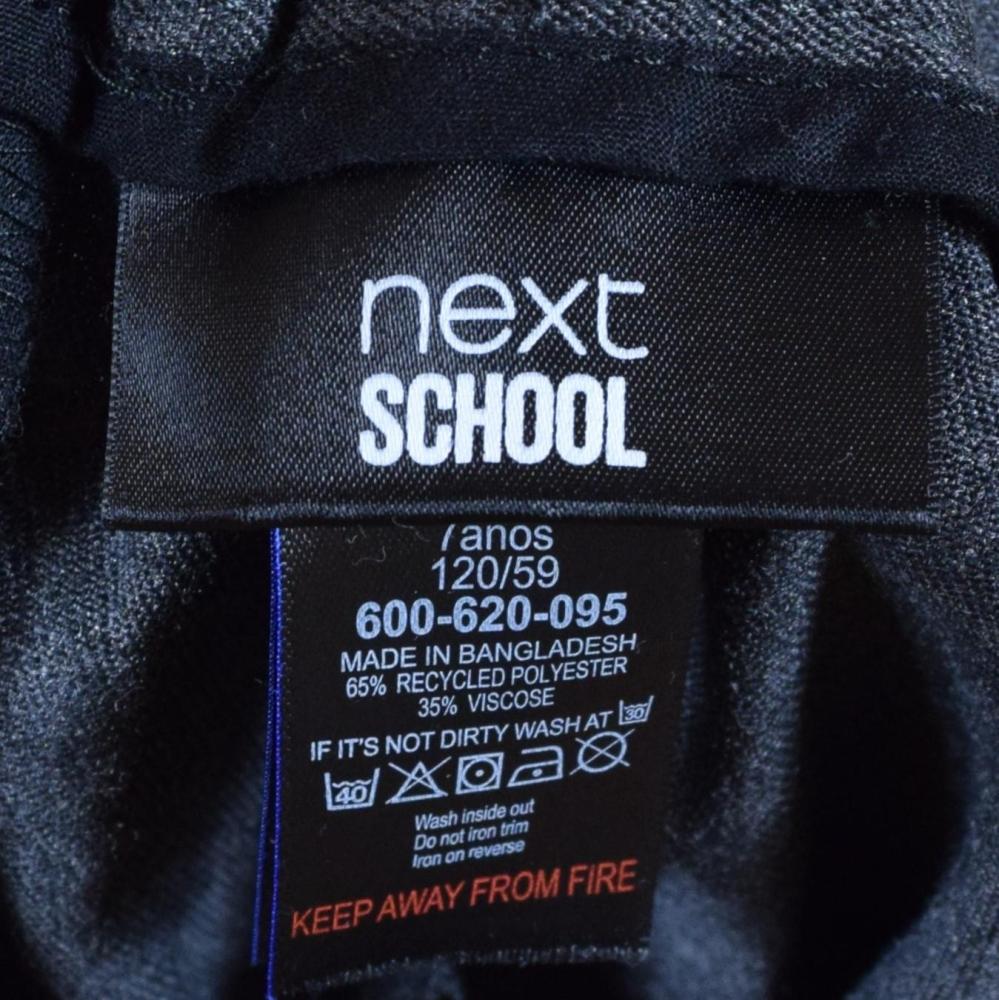 next
SCHOOL
7anos
120/59
600-620-095
MADE IN BANGLADESH
65% RECYCLED POLYESTER
35% VISCOSE
IF IT'S NOT DIRTY WASH AT 30
40
Wash inside out
Do not iron trim
Iron on reverse
KEEP AWAY FROM FIRE